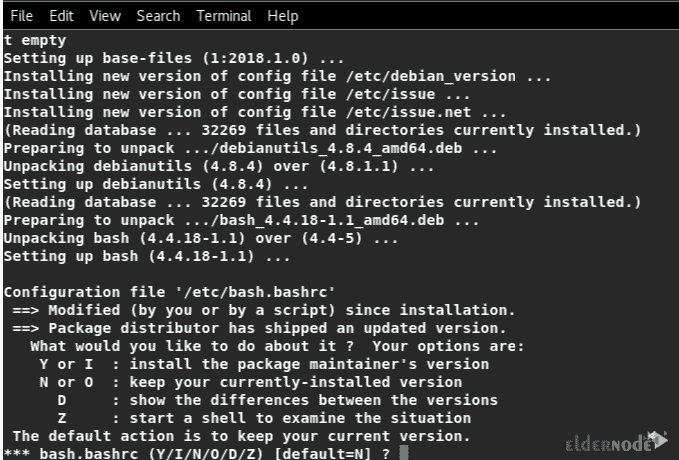 File Edit View Search Terminal Help
t empty
Setting up base-files (1:2018.1.0) ...
Installing new version of config file /etc/debian_version ...
Installing new version of config file /etc/issue ...
Installing new version of config file /etc/issue.net ...
(Reading database ... 32269 files and directories currently installed.)
Preparing to unpack .../debianutils_4.8.4_amd64.deb ...
Unpacking debianutils (4.8.4) over (4.8.1.1) ...
Setting up debianutils (4.8.4) ...
(Reading database ... 32269 files and directories currently installed.)
Preparing to unpack .../bash_4.4.18-1.1_amd64.deb ...
Unpacking bash (4.4.18-1.1) over (4.4-5) ...
Setting up bash (4.4.18-1.1) ...
Configuration file '/etc/bash.bashrc'
==> Modified (by you or by a script) since installation.
==> Package distributor has shipped an updated version.
What would you like to do about it ? Your options are:
Y or I : install the package maintainer's version
N or O : keep your currently-installed version
D : show the differences between the versions
Z : start a shell to examine the situation
The default action is to keep your current version.
*** bash.bashrc (Y/I/N/O/D/Z) [default=N] ?
ELDERNODE